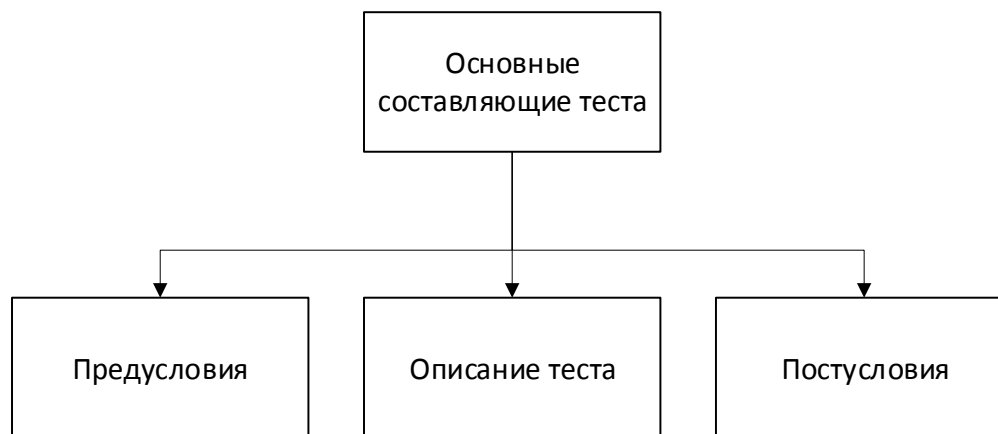 Основные
составляющие теста
Предусловия
Описание теста
Постусловия